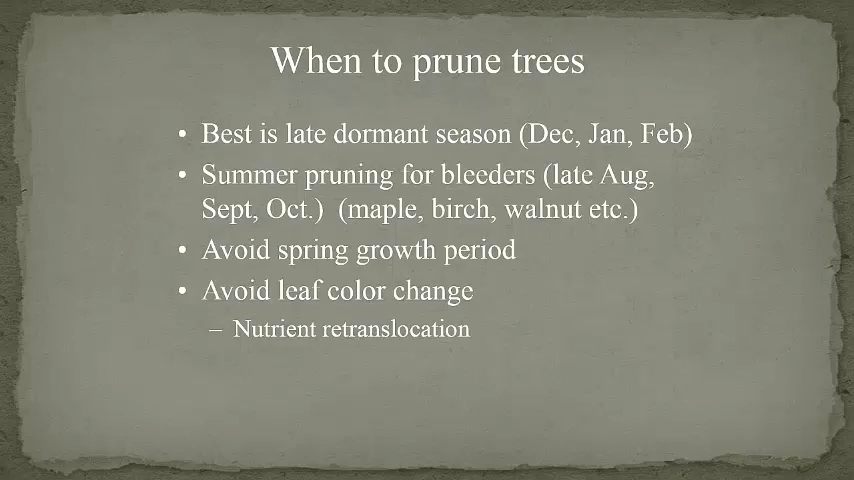 When to prune trees
• Best is late dormant season (Dec, Jan, Feb)
• Summer pruning for bleeders (late Aug,
Sept, Oct.)  (maple, birch, walnut etc.)
• Avoid spring growth period
• Avoid leaf color change
– Nutrient retranslocation